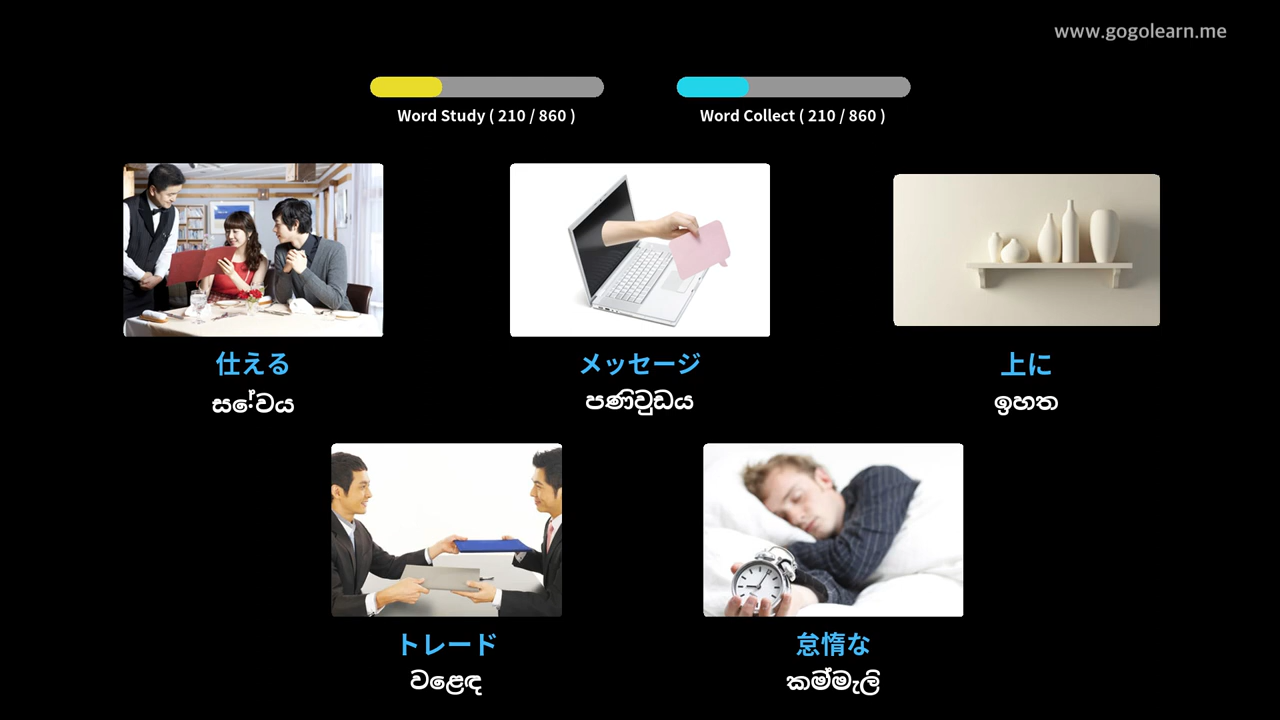 www.gogolearn.me
Word Study ( 210 / 860 )
Word Collect ( 210 / 860 )
仕える
සේවය
メッセージ
පණිවුඩය
上に
ඉහත
トレード
වෙළඳ
怠惰な
කම්මැලි